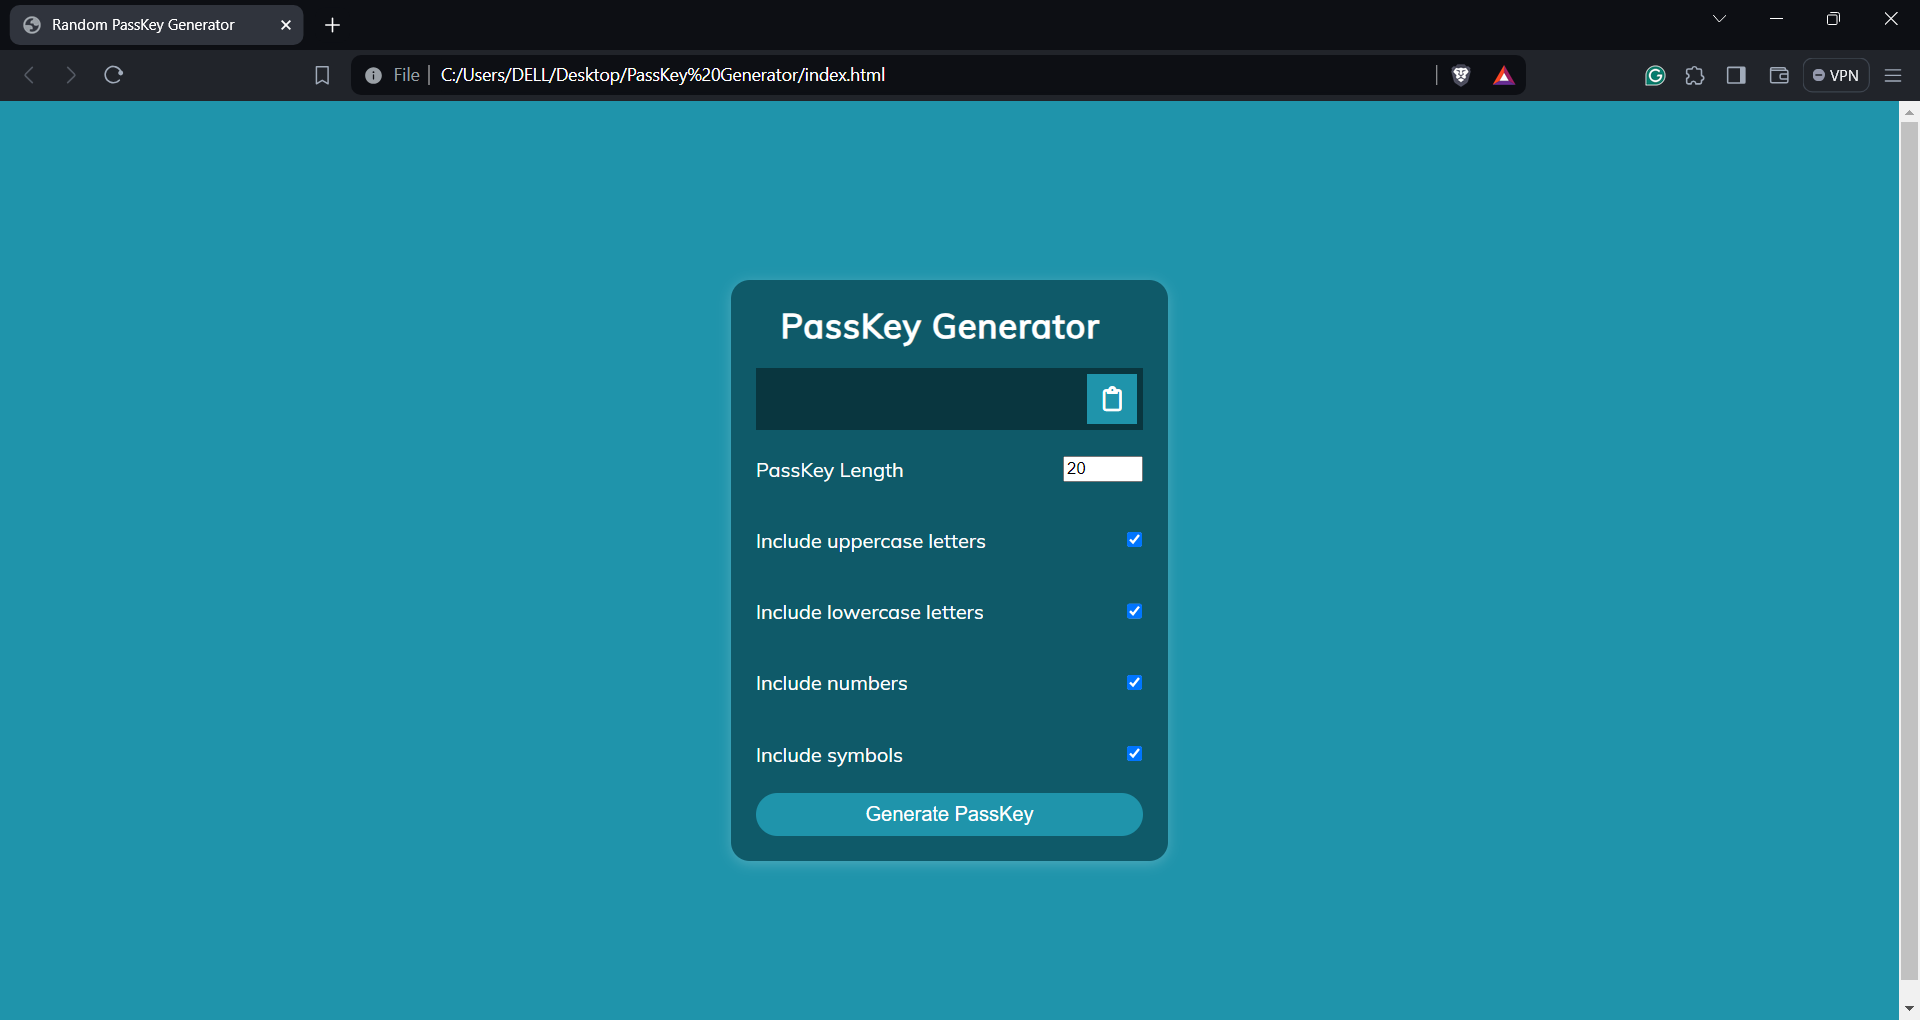 Random PassKey Generator
File
C:/Users/DELL/Desktop/PassKey%20Generator/index.html
VPN
PassKey Generator
PassKey Length
20
Include uppercase letters
Include lowercase letters
Include numbers
Include symbols
Generate PassKey